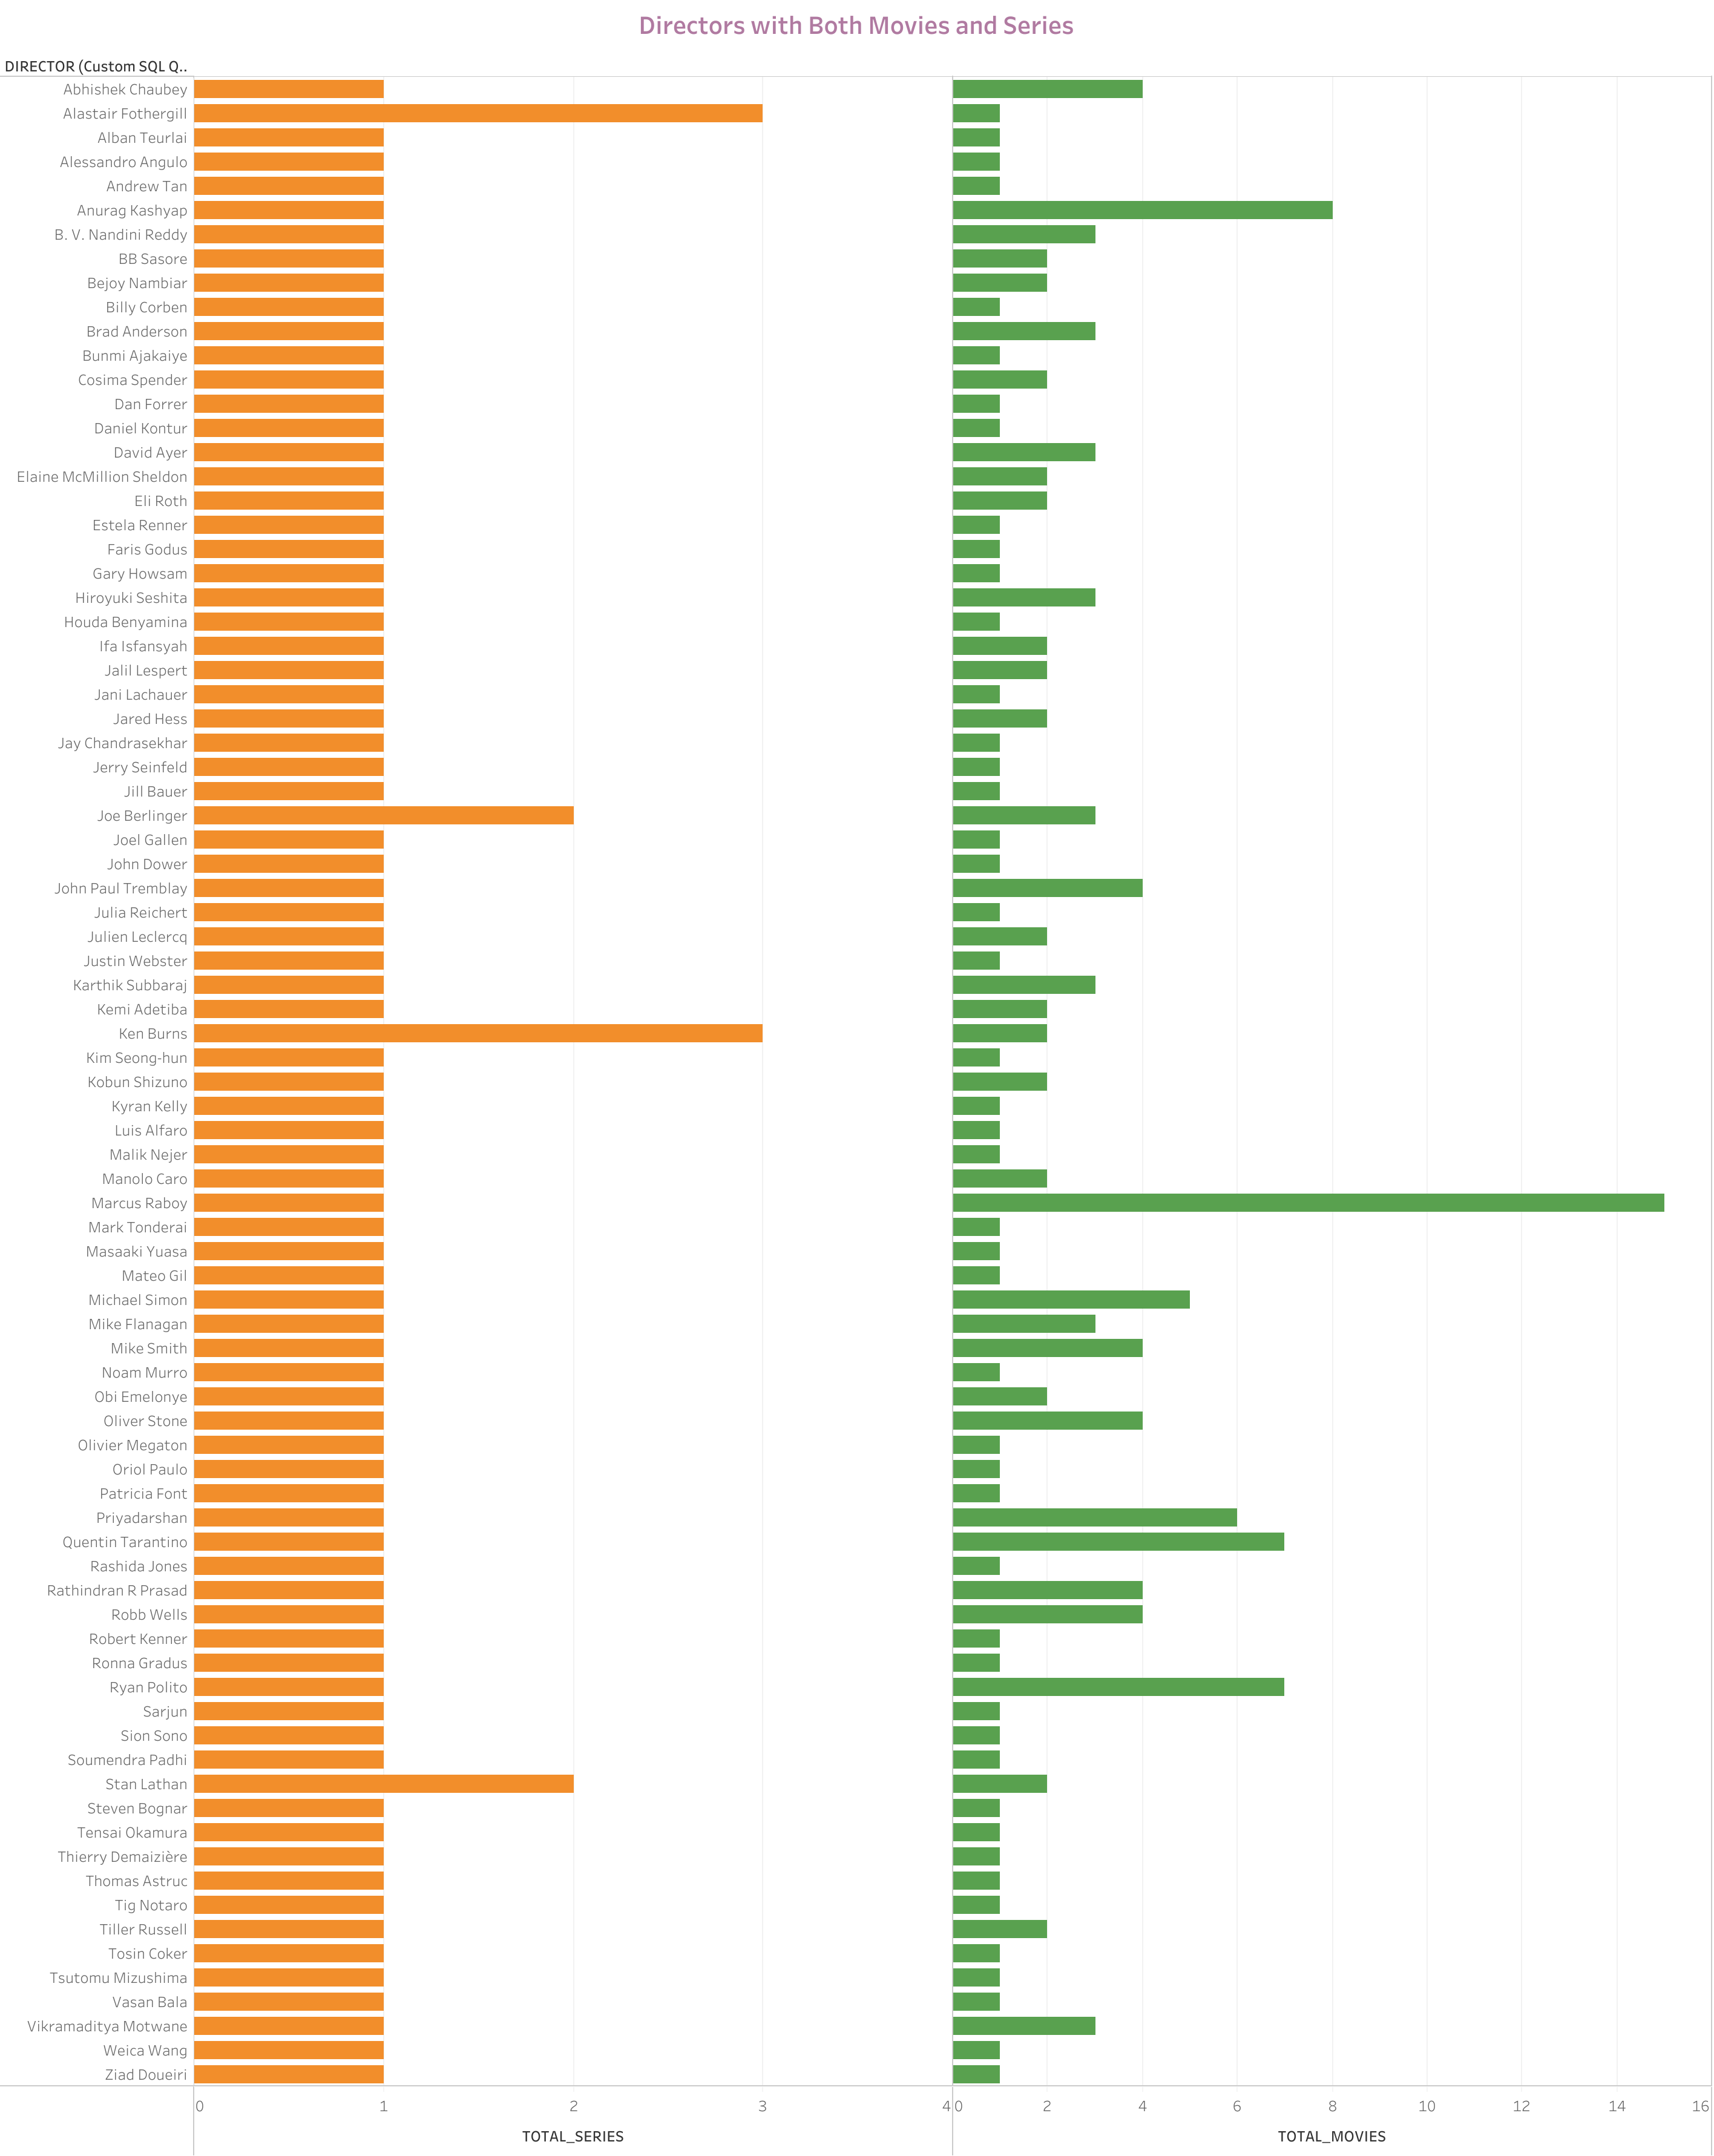 Directors with Both Movies and Series
DIRECTOR (Custom SQL Q..
Abhishek Chaubey
Alastair Fothergill
Alban Teurlai
Alessandro Angulo
Andrew Tan
Anurag Kashyap
B. V. Nandini Reddy
BB Sasore
Bejoy Nambiar
Billy Corben
Brad Anderson
Bunmi Ajakaiye
Cosima Spender
Dan Forrer
Daniel Kontur
David Ayer
Elaine McMillion Sheldon
Eli Roth
Estela Renner
Faris Godus
Gary Howsam
Hiroyuki Seshita
Houda Benyamina
Ifa Isfansyah
Jalil Lespert
Jani Lachauer
Jared Hess
Jay Chandrasekhar
Jerry Seinfeld
Jill Bauer
Joe Berlinger
Joel Gallen
John Dower
John Paul Tremblay
Julia Reichert
Julien Leclercq
Justin Webster
Karthik Subbaraj
Kemi Adetiba
Ken Burns
Kim Seong-hun
Kobun Shizuno
Kyran Kelly
Luis Alfaro
Malik Nejer
Manolo Caro
Marcus Raboy
Mark Tonderai
Masaaki Yuasa
Mateo Gil
Michael Simon
Mike Flanagan
Mike Smith
Noam Murro
Obi Emelonye
Oliver Stone
Olivier Megaton
Oriol Paulo
Patricia Font
Priyadarshan
Quentin Tarantino
Rashida Jones
Rathindran R Prasad
Robb Wells
Robert Kenner
Ronna Gradus
Ryan Polito
Sarjun
Sion Sono
Soumendra Padhi
Stan Lathan
Steven Bognar
Tensai Okamura
Thierry Demaizière
Thomas Astruc
Tig Notaro
Tiller Russell
Tosin Coker
Tsutomu Mizushima
Vasan Bala
Vikramaditya Motwane
Weica Wang
Ziad Doueiri
0 1 2 3 4 0 2 4 6 8 10 12 14 16
TOTAL_SERIES TOTAL_MOVIES